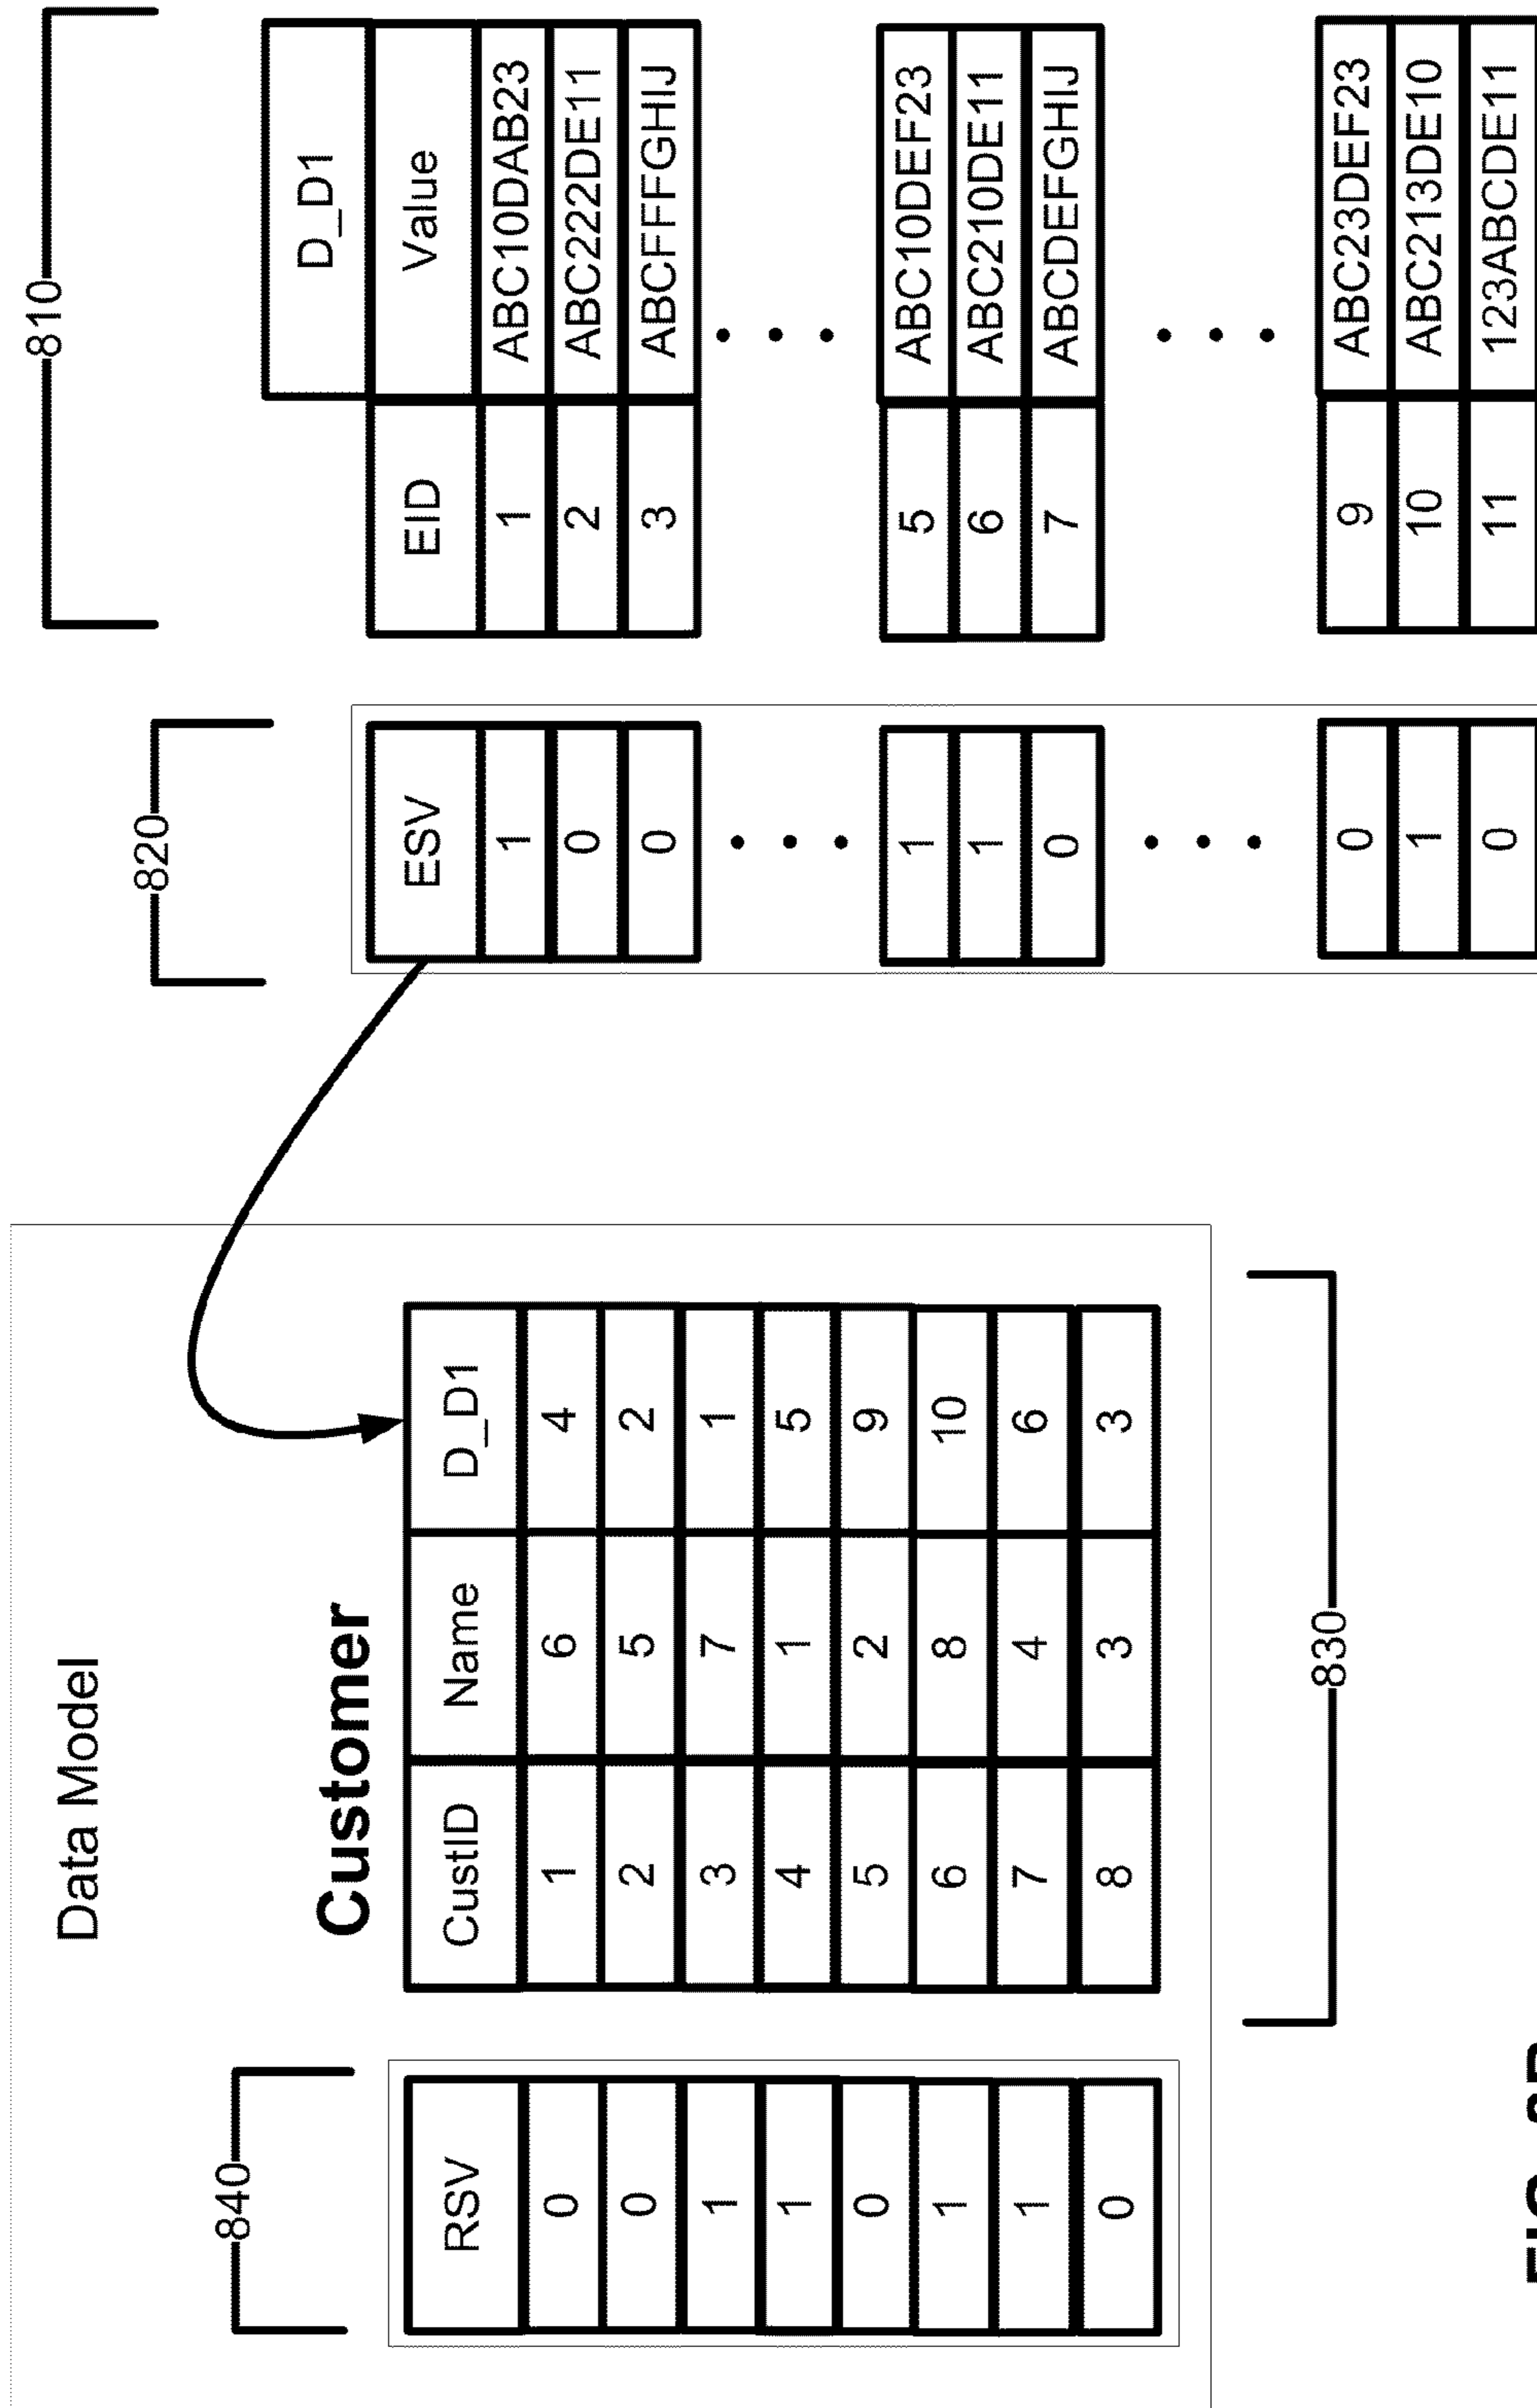 Data Model
840
Customer
RSV CustID Name D_D1
0 1 6 4
0 2 5 2
1 3 7 1
1 4 1 5
0 5 2 9
1 6 8 10
1 7 4 6
0 8 3 3
830
810
820
D_D1
ESV EID Value
1 1 ABC10DAB23
0 2 ABC222DE11
0 3 ABCFFFGHIJ
1 5 ABC10DEF23
1 6 ABC210DE11
0 7 ABCDEFGHIJ
0 9 ABC23DEF23
1 10 ABC213DE10
0 11 123ABCDE11